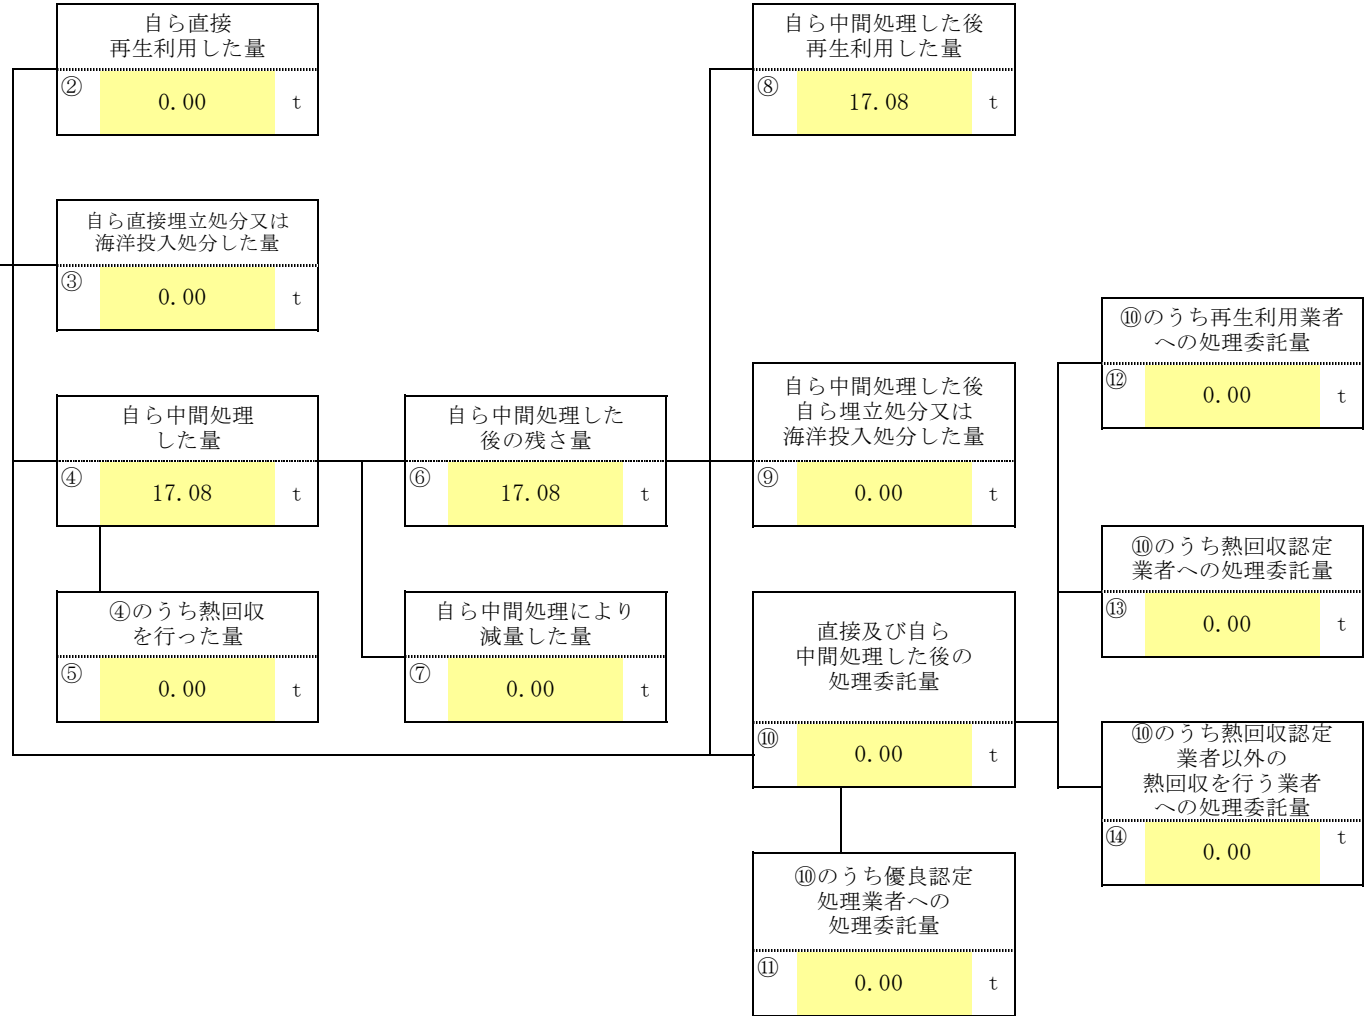 自ら直接
再生利用した量
② 0.00 t
自ら直接埋立処分又は
海洋投入処分した量
③ 0.00 t
自ら中間処理
した量
④ 17.08 t
④のうち熱回収
を行った量
⑤ 0.00 t
自ら中間処理した
後の残さ量
⑥ 17.08 t
自ら中間処理により
減量した量
⑦ 0.00 t
自ら中間処理した後
再生利用した量
⑧ 17.08 t
自ら中間処理した後
自ら埋立処分又は
海洋投入処分した量
⑨ 0.00 t
直接及び自ら
中間処理した後の
処理委託量
⑩ 0.00 t
⑩のうち優良認定
処理業者への
処理委託量
⑪ 0.00 t
⑩のうち再生利用業者
への処理委託量
⑫ 0.00 t
⑩のうち熱回収認定
業者への処理委託量
⑬ 0.00 t
⑩のうち熱回収認定
業者以外の
熱回収を行う業者
への処理委託量
⑭ 0.00 t